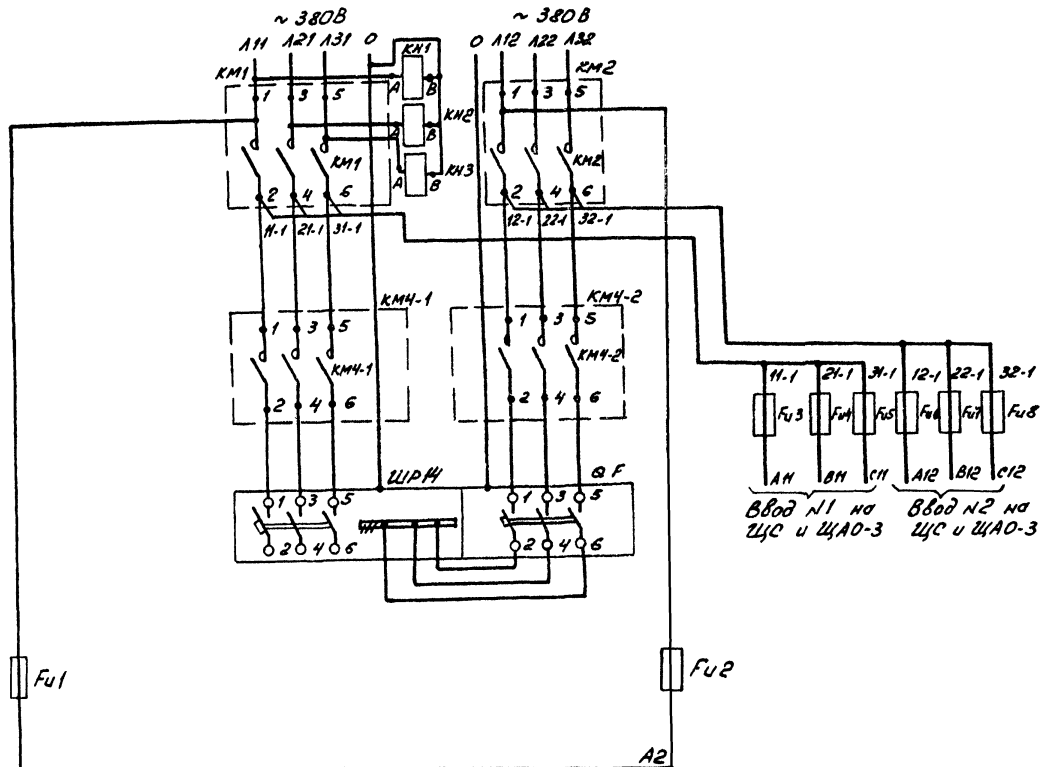 ~ 380В ~ 380В
Л11 Л21 Л31 0 КН1 0 Л12 Л22 Л32
КМ1 КМ2
1 3 5 А В 1 3 5
КН2
А В
КМ1 КМ2
КН3
А В
2 4 6 2 4 6
11-1 21-1 31-1 12-1 22-1 32-1
КМ4-1 КМ4-2
1 3 5 1 3 5
КМ4-1 КМ4-2
11-1 21-1 31-1 12-1 22-1 32-1
2 4 6 2 4 6
Fu3 Fu4 Fu5 Fu6 Fu7 Fu8
ШР14 QF
А11 В11 С11 А12 В12 С12
1 3 5 1 3 5
Ввод №1 на Ввод №2 на
ЩС и ЩАО-3 ЩС и ЩАО-3
2 4 6 2 4 6
Fu1 Fu2
А2